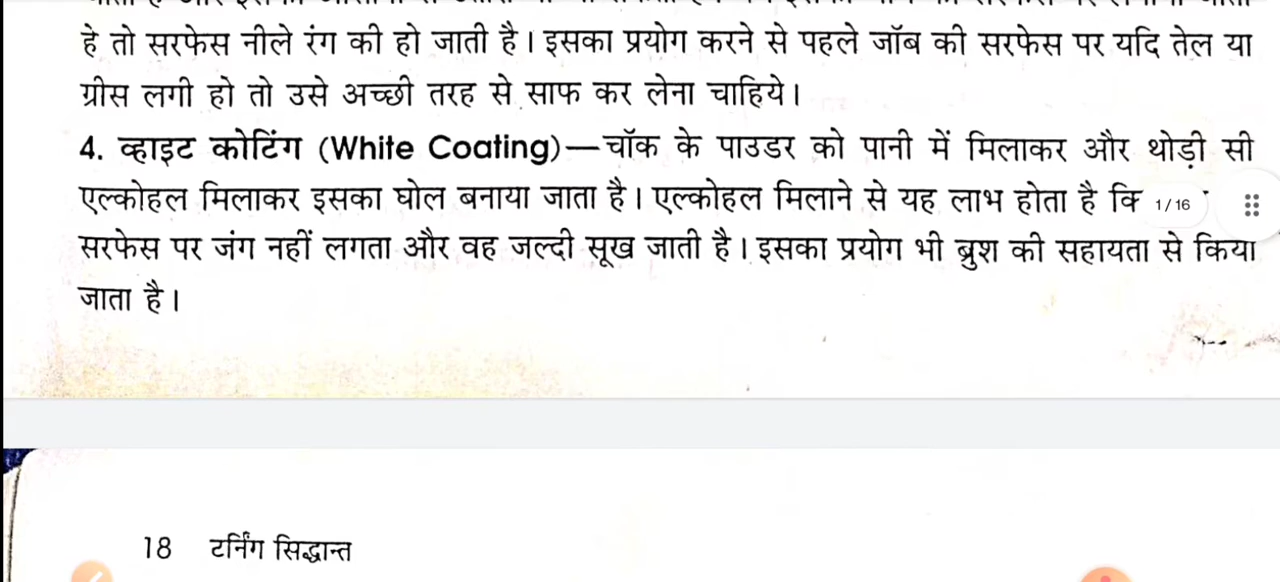 हे तो सरफेस नीले रंग की हो जाती है। इसका प्रयोग करने से पहले जॉब की सरफेस पर यदि तेल या
ग्रीस लगी हो तो उसे अच्छी तरह से साफ कर लेना चाहिये।
4. व्हाइट कोटिंग (White Coating)—चॉक के पाउडर को पानी में मिलाकर और थोड़ी सी
एल्कोहल मिलाकर इसका घोल बनाया जाता है। एल्कोहल मिलाने से यह लाभ होता है कि 1/16
सरफेस पर जंग नहीं लगता और वह जल्दी सूख जाती है। इसका प्रयोग भी ब्रुश की सहायता से किया
जाता है।
18 टर्निंग सिद्धान्त